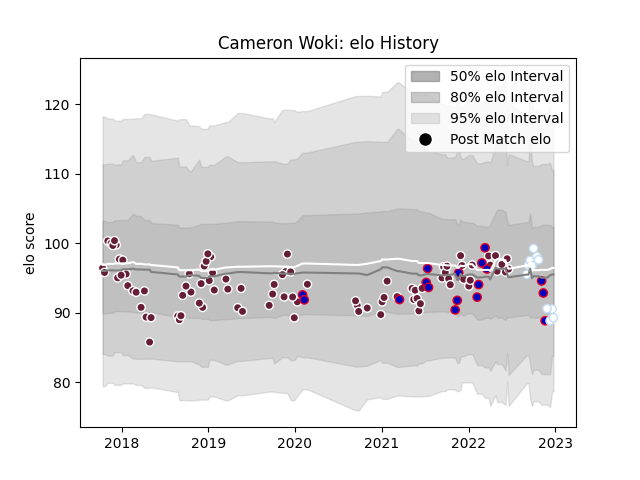 Cameron Woki: elo History
50% elo Interval
80% elo Interval
95% elo Interval
Post Match elo
elo score
120
110
100
90
80
2018
2019
2020
2021
2022
2023